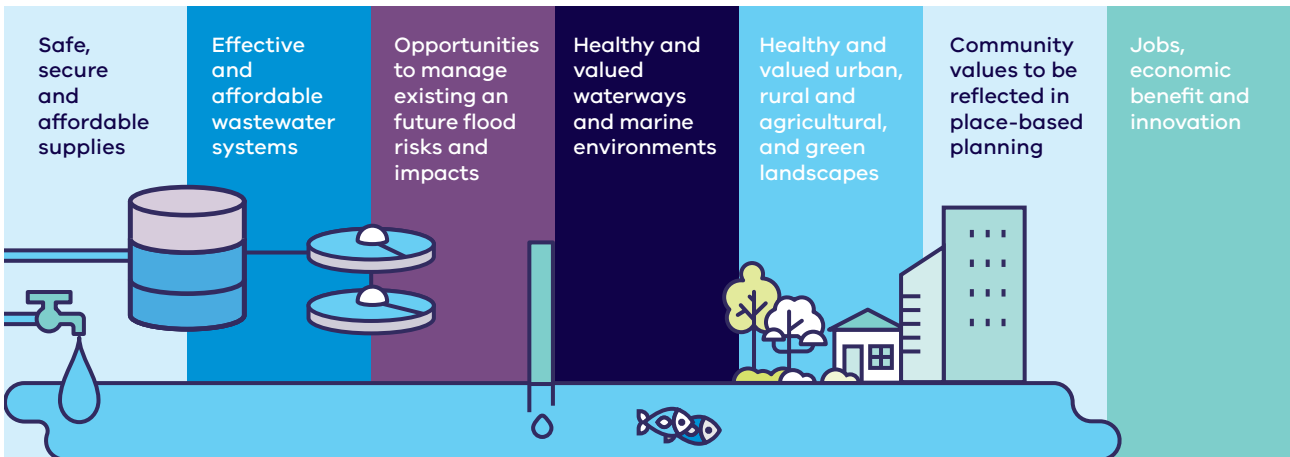 Safe,
secure
and
affordable
supplies
Effective
and
affordable
wastewater
systems
Opportunities
to manage
existing an
future flood
risks and
impacts
Healthy and
valued
waterways
and marine
environments
Healthy and
valued urban,
rural and
agricultural,
and green
landscapes
Community
values to be
reflected in
place-based
planning
Jobs,
economic
benefit and
innovation